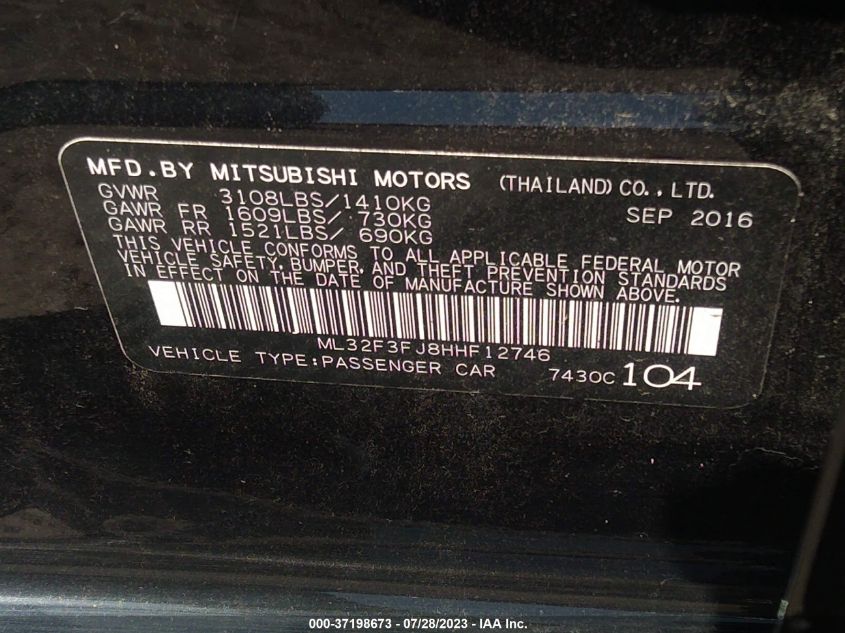 MFD.BY MITSUBISHI MOTORS (THAILAND) CO., LTD.
GVWR 3108LBS/1410KG SEP 2016
GAWR FR 1609LBS/ 730KG
GAWR RR 1521LBS/ 690KG
THIS VEHICLE CONFORMS TO ALL APPLICABLE FEDERAL MOTOR
VEHICLE SAFETY, BUMPER, AND THEFT PREVENTION STANDARDS
IN EFFECT ON THE DATE OF MANUFACTURE SHOWN ABOVE.
ML32F3FJ8HHF12746
VEHICLE TYPE:PASSENGER CAR 7430C 104
000-37198673 / 07/28/2023 - © IAA Inc.